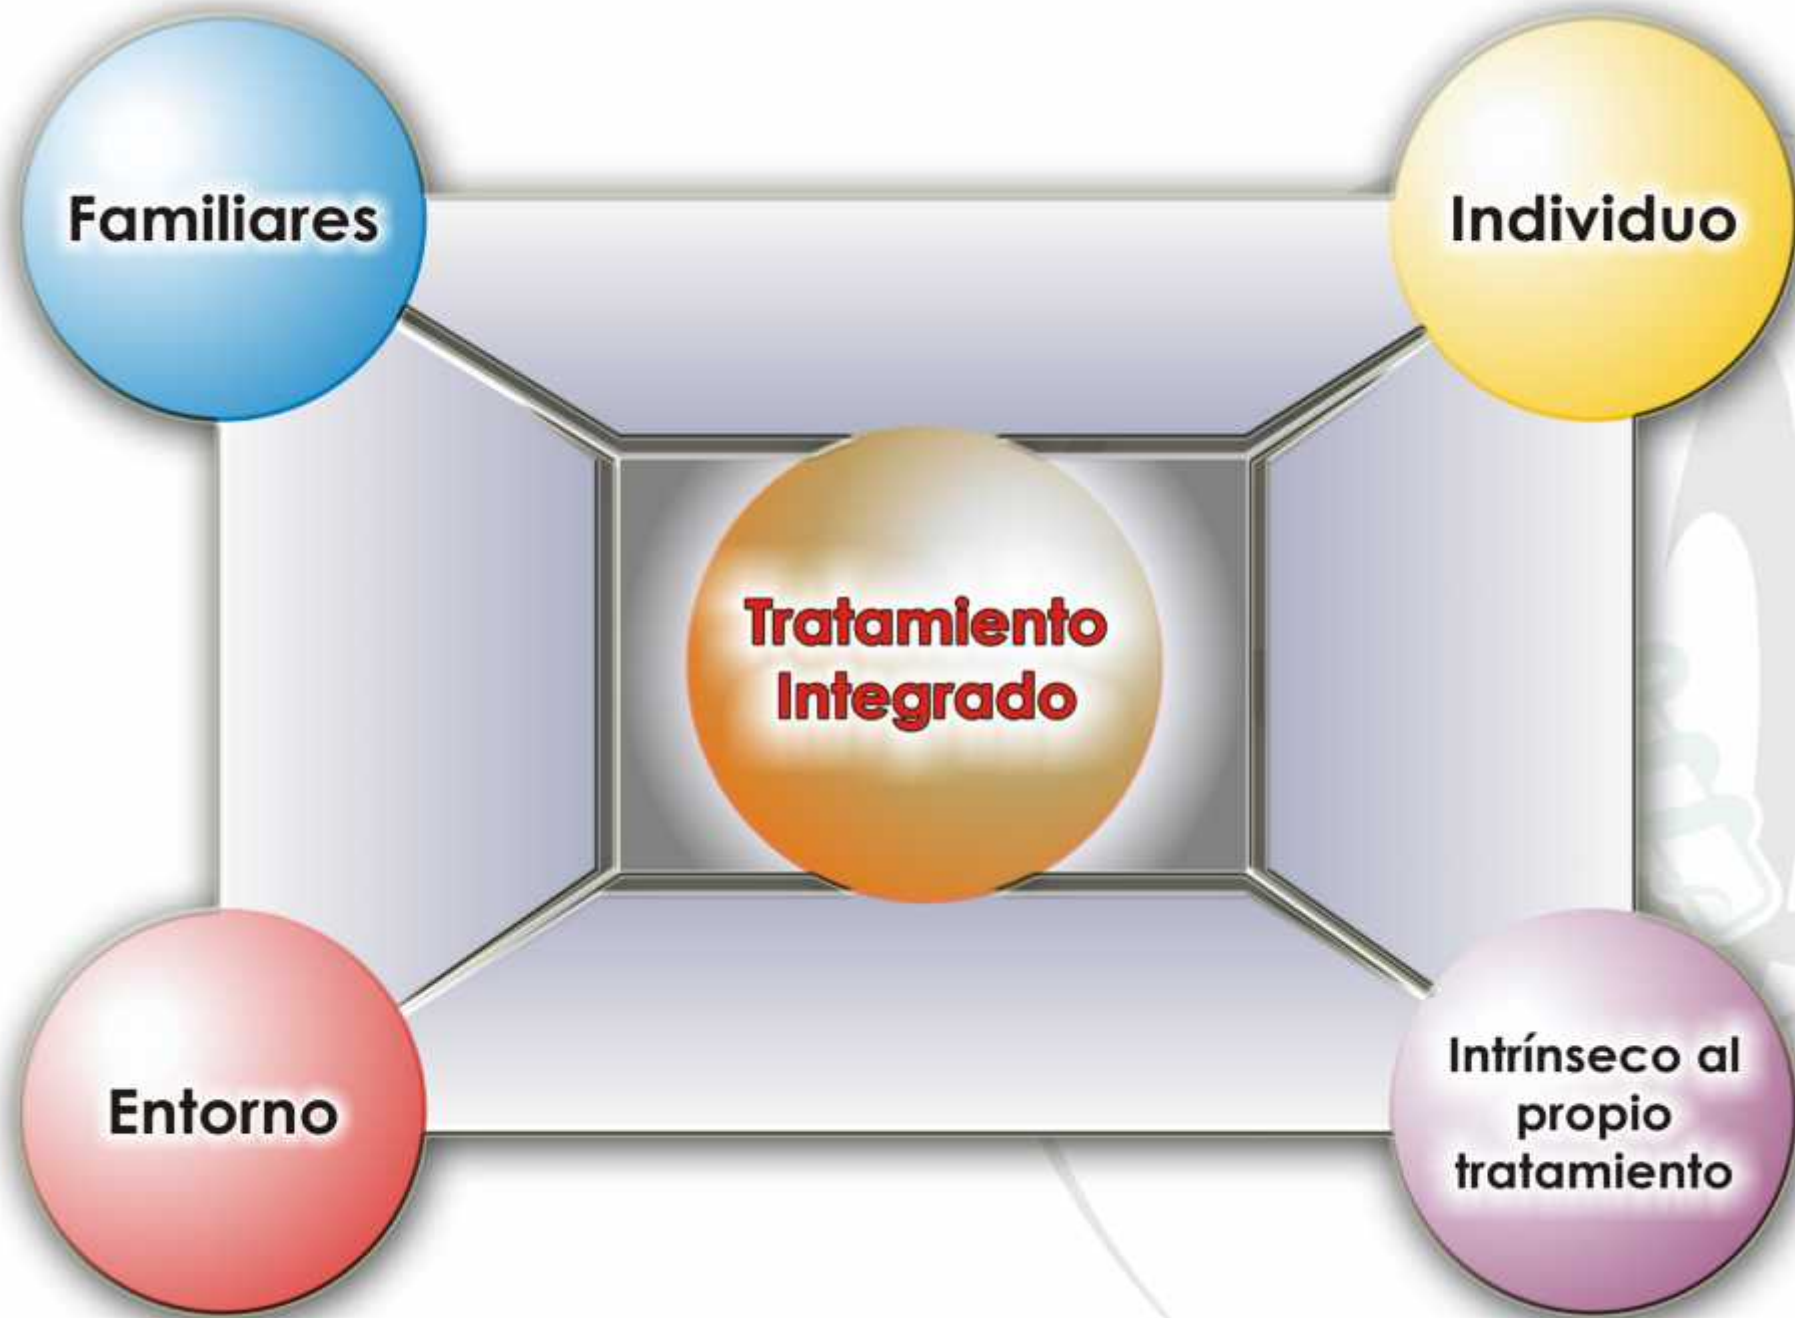 Familiares
Individuo
Tratamiento
Integrado
Entorno
Intrínseco al
propio
tratamiento